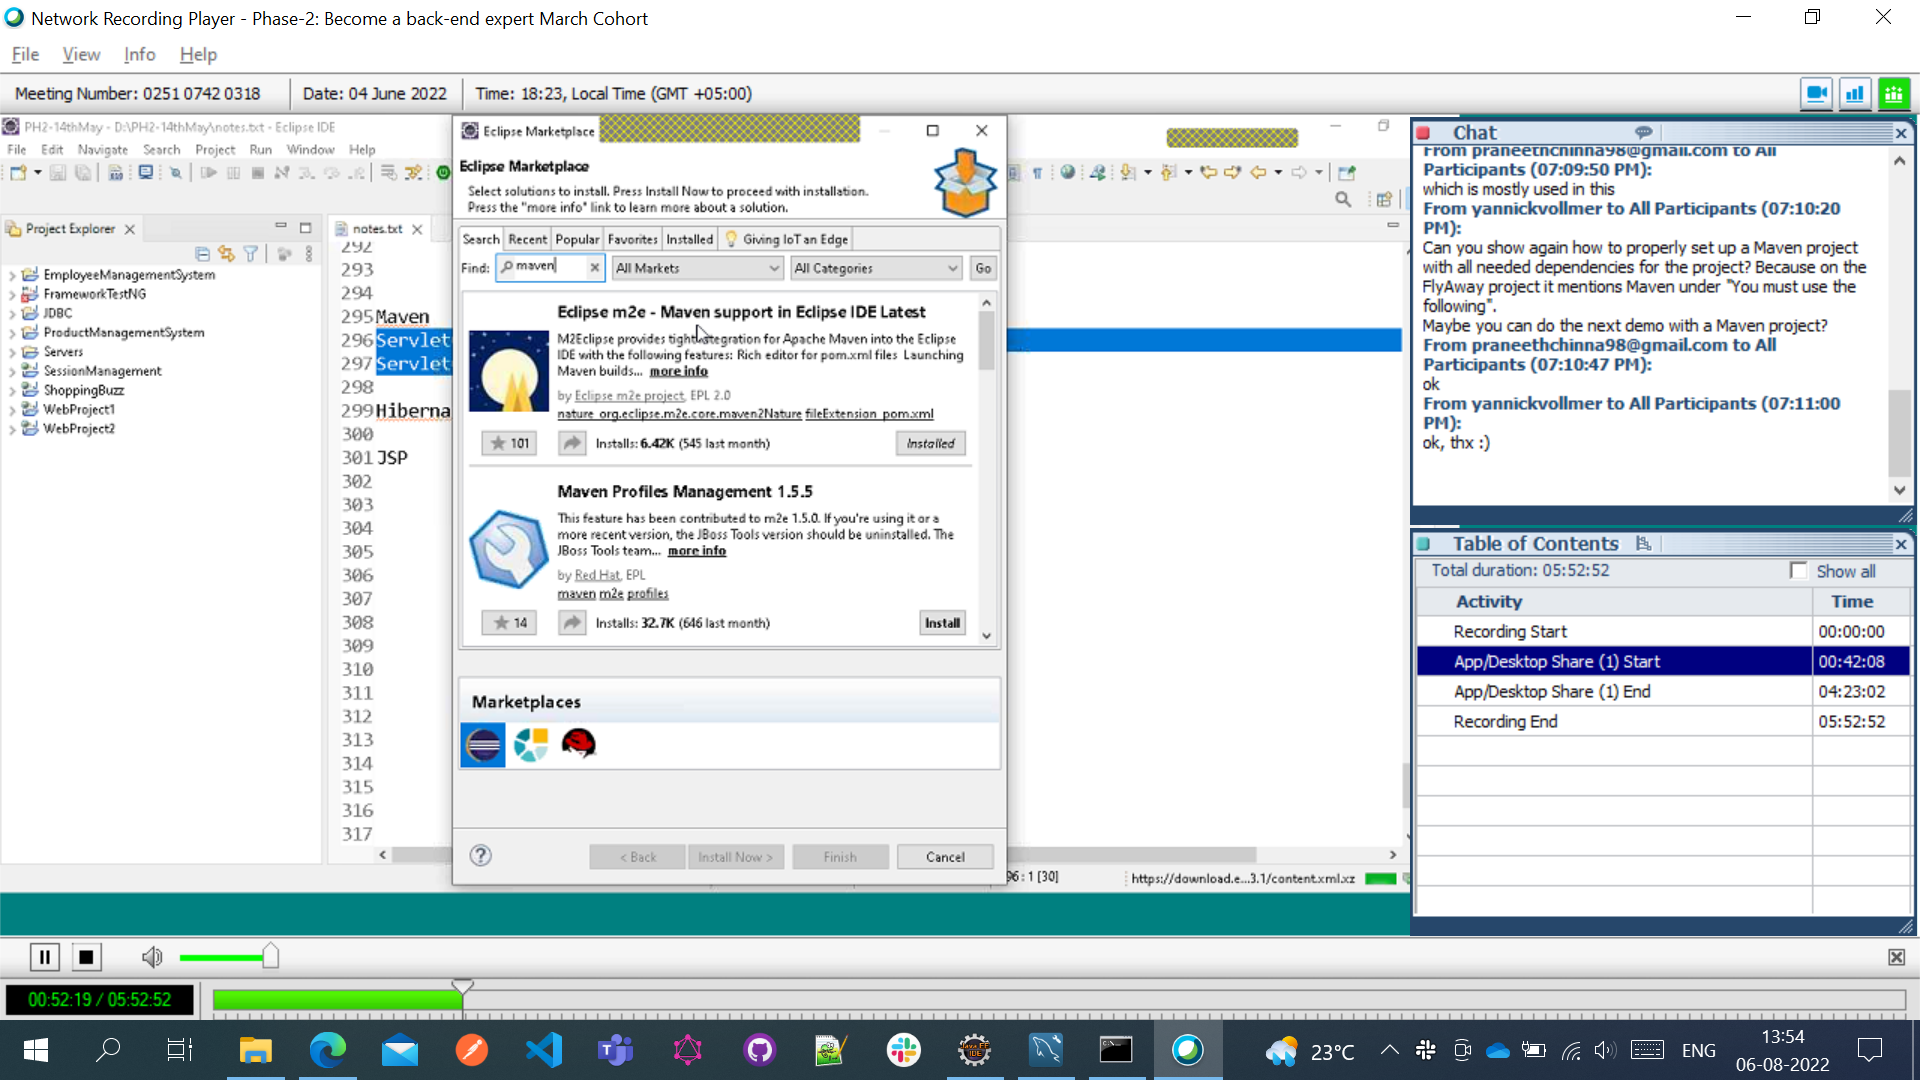 Network Recording Player - Phase-2: Become a back-end expert March Cohort
File View Info Help
Meeting Number: 0251 0742 0318 Date: 04 June 2022 Time: 18:23, Local Time (GMT +05:00)
PH2-14thMay - D:\PH2-14thMay\notes.txt - Eclipse IDE
File Edit Navigate Search Project Run Window Help
Project Explorer
EmployeeManagementSystem
FrameworkTestNG
JDBC
ProductManagementSystem
Servers
SessionManagement
ShoppingBuzz
WebProject1
WebProject2
notes.txt
292
293
294
295 Maven
296 Servlet
297 Servlet
298
299 Hiberna
300
301 JSP
302
303
304
305
306
307
308
309
310
311
312
313
314
315
316
317
Eclipse Marketplace
Eclipse Marketplace
Select solutions to install. Press Install Now to proceed with installation.
Press the "more info" link to learn more about a solution.
Search Recent Popular Favorites Installed Giving IoT an Edge
Find: maven All Markets All Categories Go
Eclipse m2e - Maven support in Eclipse IDE Latest
M2Eclipse provides tight integration for Apache Maven into the Eclipse
IDE with the following features: Rich editor for pom.xml files Launching
Maven builds... more info
by Eclipse m2e project, EPL 2.0
nature_org.eclipse.m2e.core.maven2Nature fileExtension_pom.xml
101 Installs: 6.42K (545 last month) Installed
Maven Profiles Management 1.5.5
This feature has been contributed to m2e 1.5.0. If you're using it or a
more recent version, the JBoss Tools version should be uninstalled. The
JBoss Tools team... more info
by Red Hat, EPL
maven m2e profiles
14 Installs: 32.7K (646 last month) Install
Marketplaces
< Back Install Now > Finish Cancel
96 : 1 [30]
https://download.e...3.1/content.xml.xz
Chat
From praneethchinna98@gmail.com to All
Participants (07:09:50 PM):
which is mostly used in this
From yannickvollmer to All Participants (07:10:20
PM):
Can you show again how to properly set up a Maven project
with all needed dependencies for the project? Because on the
FlyAway project it mentions Maven under "You must use the
following".
Maybe you can do the next demo with a Maven project?
From praneethchinna98@gmail.com to All
Participants (07:10:47 PM):
ok
From yannickvollmer to All Participants (07:11:00
PM):
ok, thx :)
Table of Contents
Total duration: 05:52:52 Show all
Activity Time
Recording Start 00:00:00
App/Desktop Share (1) Start 00:42:08
App/Desktop Share (1) End 04:23:02
Recording End 05:52:52
00:52:19 / 05:52:52
23°C ENG
13:54
06-08-2022